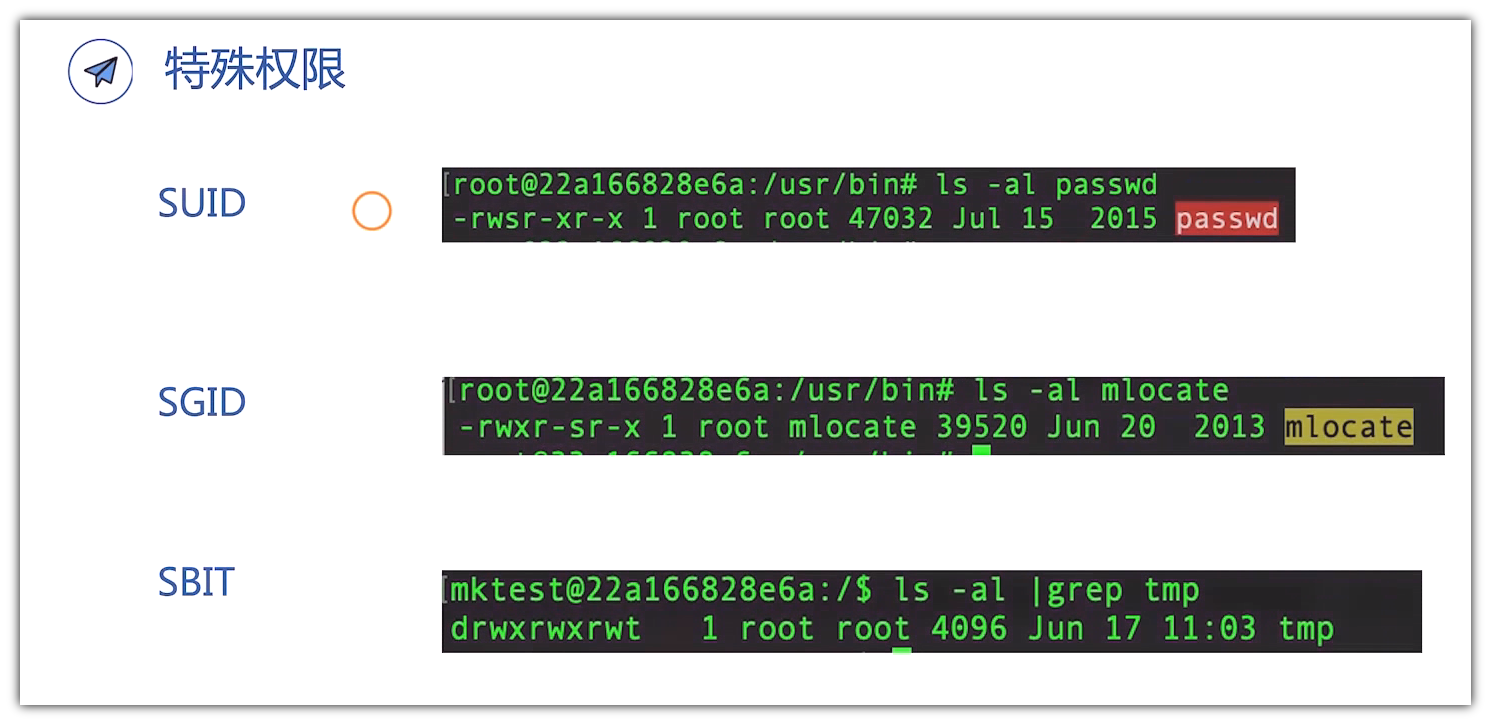 特殊权限
SUID
[root@22a166828e6a:/usr/bin# ls -al passwd
-rwsr-xr-x 1 root root 47032 Jul 15  2015 passwd
SGID
[root@22a166828e6a:/usr/bin# ls -al mlocate
-rwxr-sr-x 1 root mlocate 39520 Jun 20  2013 mlocate
SBIT
[mktest@22a166828e6a:/$ ls -al |grep tmp
drwxrwxrwt   1 root root 4096 Jun 17 11:03 tmp